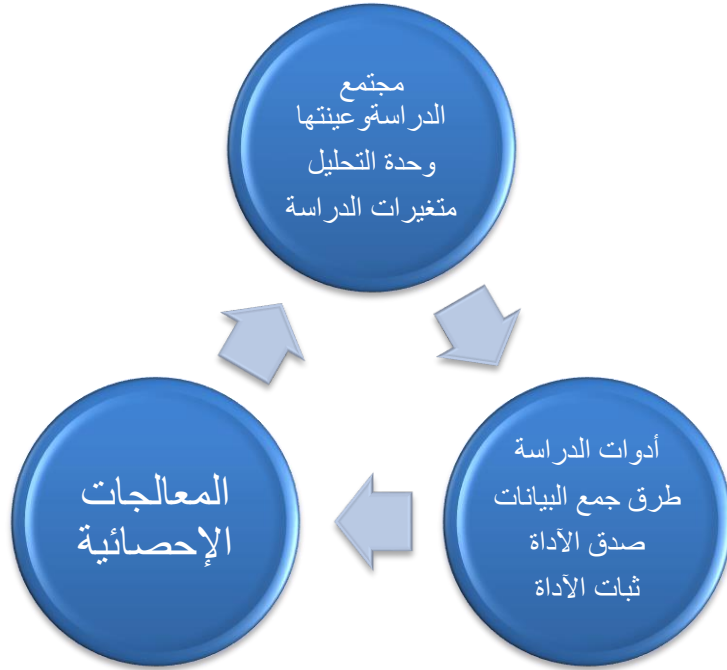 مجتمع
الدراسةوعينتها
وحدة التحليل
متغيرات الدراسة
أدوات الدراسة
طرق جمع البيانات
صدق الآداة
ثبات الآداة
المعالجات
الإحصائية